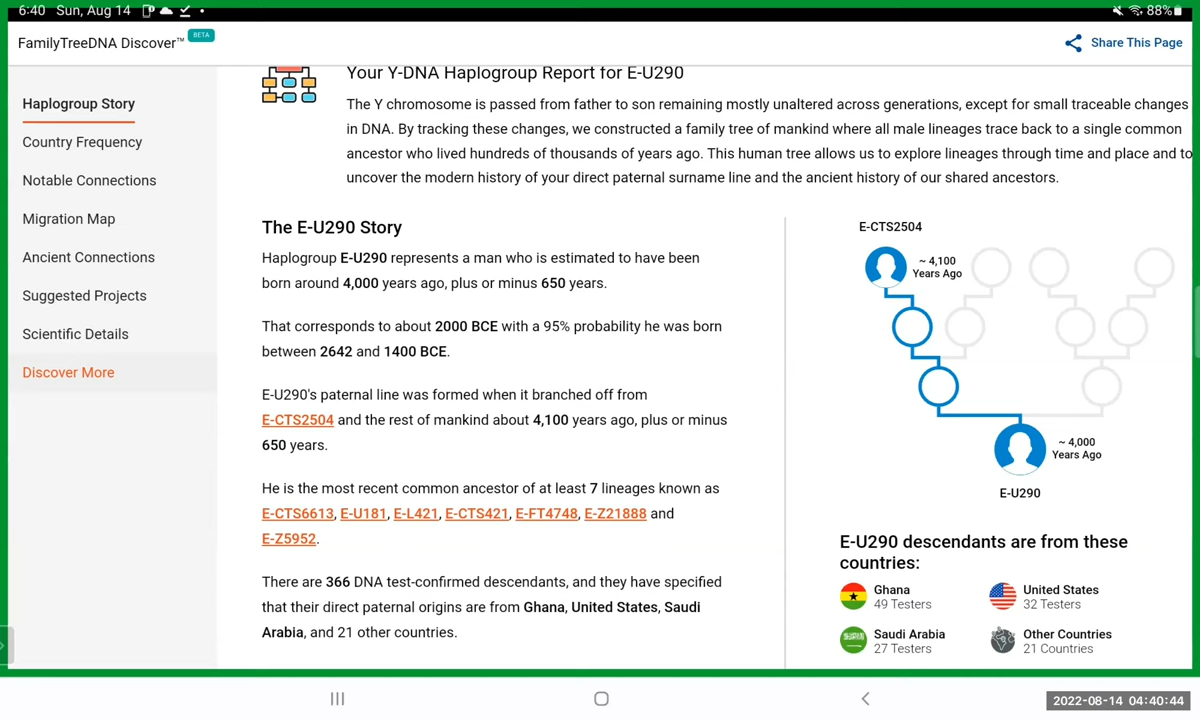 6:40 Sun, Aug 14
88%
FamilyTreeDNA Discover™ BETA
Share This Page
Haplogroup Story
Country Frequency
Notable Connections
Migration Map
Ancient Connections
Suggested Projects
Scientific Details
Discover More
Your Y-DNA Haplogroup Report for E-U290
The Y chromosome is passed from father to son remaining mostly unaltered across generations, except for small traceable changes
in DNA. By tracking these changes, we constructed a family tree of mankind where all male lineages trace back to a single common
ancestor who lived hundreds of thousands of years ago. This human tree allows us to explore lineages through time and place and to
uncover the modern history of your direct paternal surname line and the ancient history of our shared ancestors.
The E-U290 Story
Haplogroup E-U290 represents a man who is estimated to have been
born around 4,000 years ago, plus or minus 650 years.
That corresponds to about 2000 BCE with a 95% probability he was born
between 2642 and 1400 BCE.
E-U290's paternal line was formed when it branched off from
E-CTS2504 and the rest of mankind about 4,100 years ago, plus or minus
650 years.
He is the most recent common ancestor of at least 7 lineages known as
E-CTS6613, E-U181, E-L421, E-CTS421, E-FT4748, E-Z21888 and
E-Z5952.
There are 366 DNA test-confirmed descendants, and they have specified
that their direct paternal origins are from Ghana, United States, Saudi
Arabia, and 21 other countries.
E-CTS2504
~ 4,100
Years Ago
~ 4,000
Years Ago
E-U290
E-U290 descendants are from these
countries:
Ghana
49 Testers
United States
32 Testers
Saudi Arabia
27 Testers
Other Countries
21 Countries
2022-08-14 04:40:44